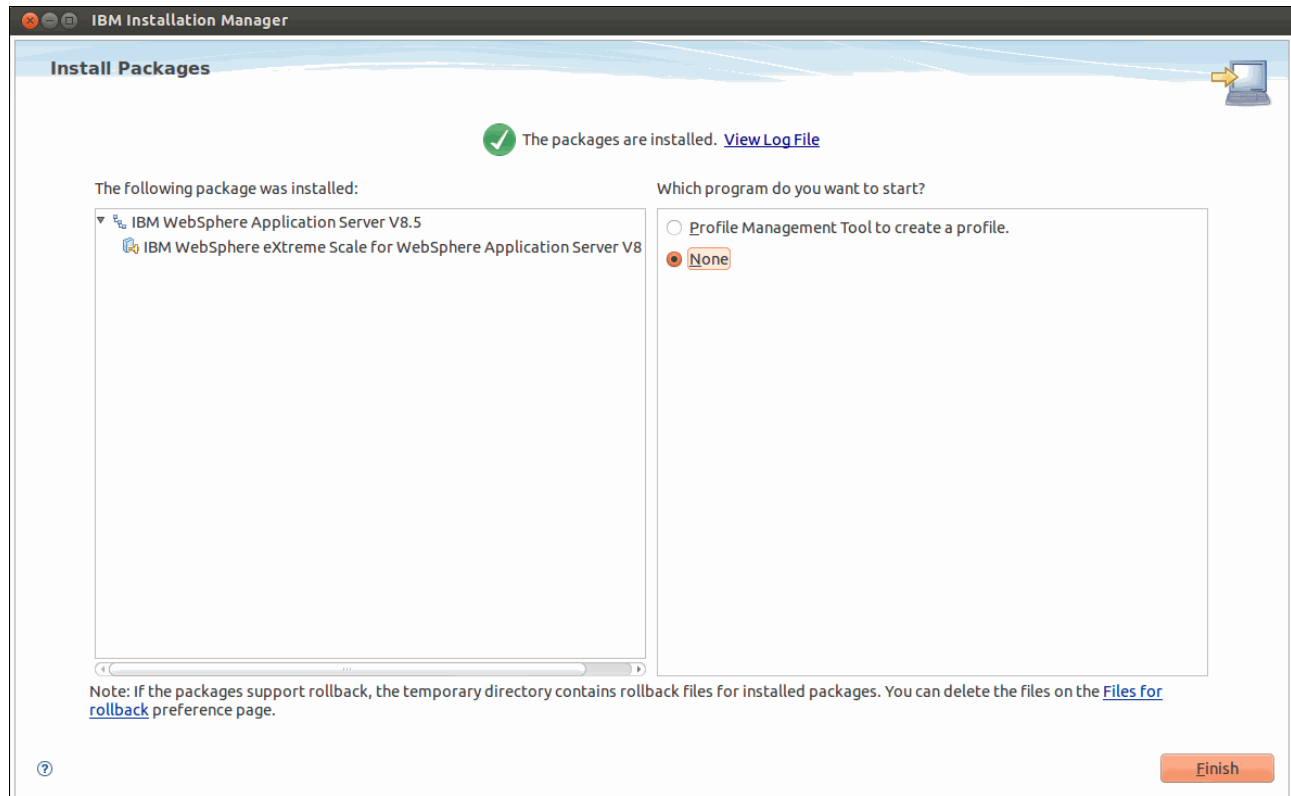 IBM Installation Manager
Install Packages
The packages are installed. View Log File
The following package was installed:
IBM WebSphere Application Server V8.5
IBM WebSphere eXtreme Scale for WebSphere Application Server V8
Which program do you want to start?
Profile Management Tool to create a profile.
None
Note: If the packages support rollback, the temporary directory contains rollback files for installed packages. You can delete the files on the Files for
rollback preference page.
?
Finish